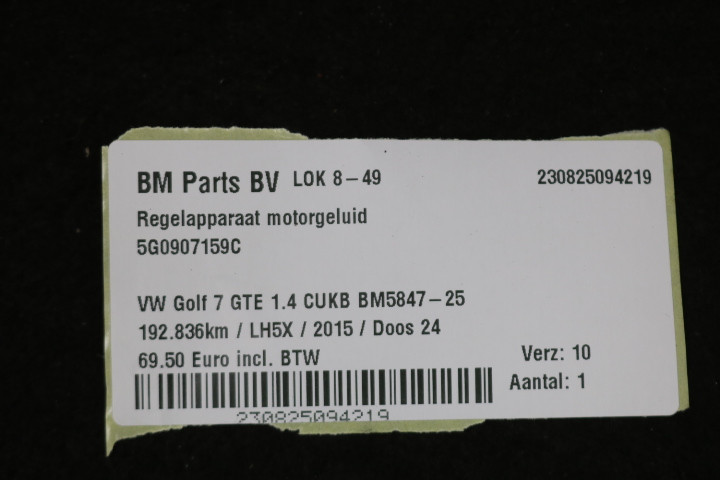 BM Parts BV LOK 8-49 230825094219
Regelapparaat motorgeluid
5G0907159C
VW Golf 7 GTE 1.4 CUKB BM5847-25
192.836km / LH5X / 2015 / Doos 24
69.50 Euro incl. BTW Verz: 10
Aantal: 1
230825094219